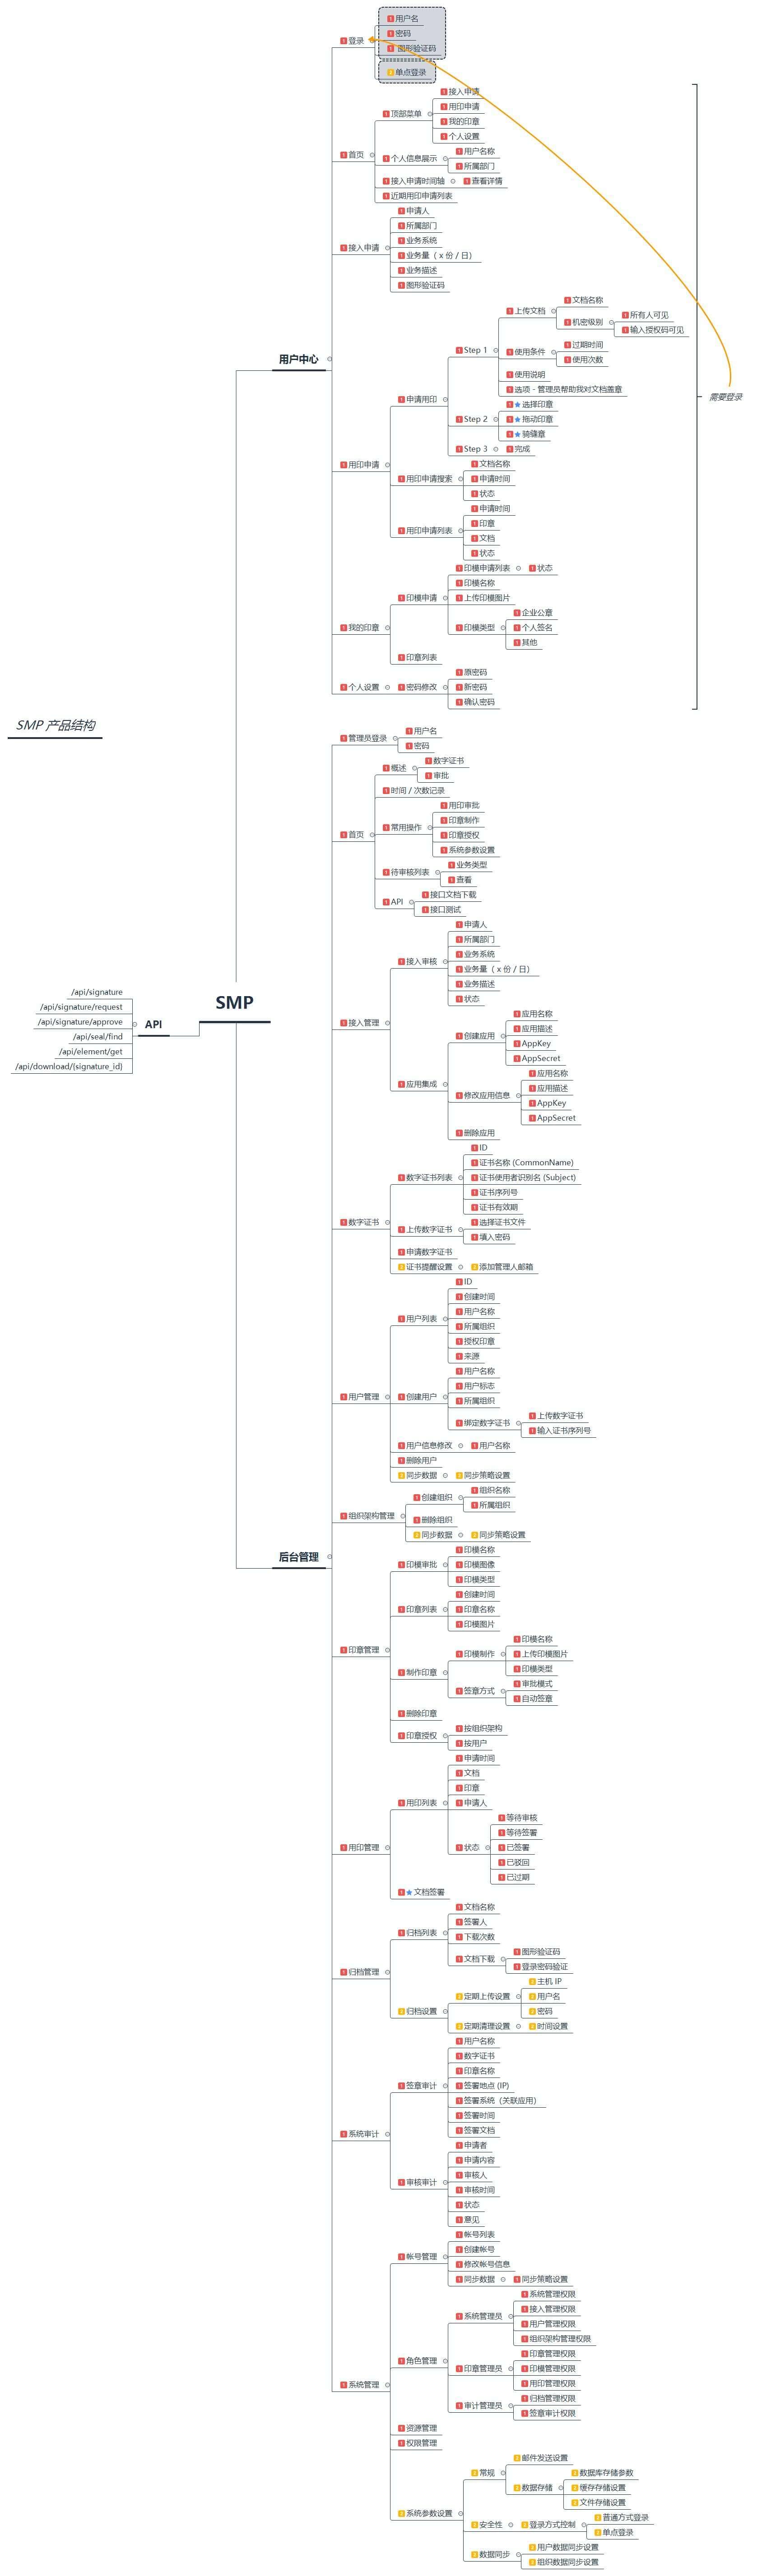 用户名
密码
登录
图形验证码
单点登录
接入申请
用印申请
顶部菜单
我的印章
个人设置
用户名称
个人信息展示
首页
所属部门
接入申请时间轴
查看详情
近期用印申请列表
申请人
所属部门
业务系统
接入申请
业务量（ x 份 / 日）
业务描述
图形验证码
文档名称
上传文档
所有人可见
机密级别
输入授权码可见
过期时间
Step 1
使用条件
用户中心
使用次数
使用说明
选项 - 管理员帮助我对文档盖章
需要登录
申请用印
选择印章
Step 2
拖动印章
骑缝章
Step 3
完成
用印申请
文档名称
用印申请搜索
申请时间
状态
申请时间
印章
用印申请列表
文档
状态
印模申请列表
状态
印模名称
印模申请
上传印模图片
企业公章
我的印章
印模类型
个人签名
其他
印章列表
原密码
个人设置
密码修改
新密码
确认密码
SMP 产品结构
用户名
管理员登录
密码
数字证书
概述
审批
时间 / 次数记录
用印审批
印章制作
首页
常用操作
印章授权
系统参数设置
业务类型
待审核列表
查看
接口文档下载
API
接口测试
申请人
所属部门
业务系统
接入审核
业务量（ x 份 / 日）
业务描述
状态
/api/signature
SMP
/api/signature/request
应用名称
/api/signature/approve
API
接入管理
应用描述
创建应用
/api/seal/find
AppKey
/api/element/get
AppSecret
/api/download/{signature_id}
应用名称
应用集成
应用描述
修改应用信息
AppKey
AppSecret
删除应用
ID
证书名称 (CommonName)
数字证书列表
证书使用者识别名 (Subject)
证书序列号
证书有效期
数字证书
选择证书文件
上传数字证书
填入密码
申请数字证书
证书提醒设置
添加管理人邮箱
ID
创建时间
用户名称
用户列表
所属组织
授权印章
来源
用户名称
用户标志
用户管理
创建用户
所属组织
上传数字证书
绑定数字证书
输入证书序列号
用户信息修改
用户名称
删除用户
同步数据
同步策略设置
组织名称
创建组织
所属组织
组织架构管理
删除组织
同步数据
同步策略设置
后台管理
印模名称
印模审批
印模图像
印模类型
创建时间
印章列表
印章名称
印模图片
印模名称
印章管理
印模制作
上传印模图片
印模类型
制作印章
审批模式
签章方式
自动签章
删除印章
按组织架构
印章授权
按用户
申请时间
文档
印章
用印列表
申请人
等待审核
等待签署
用印管理
状态
已签署
已驳回
已过期
文档签署
文档名称
签署人
归档列表
下载次数
图形验证码
文档下载
登录密码验证
归档管理
主机 IP
定期上传设置
用户名
归档设置
密码
定期清理设置
时间设置
用户名称
数字证书
印章名称
签章审计
签署地点 (IP)
签署系统（关联应用）
签署时间
签署文档
系统审计
申请者
申请内容
审核人
审核审计
审核时间
状态
意见
帐号列表
创建帐号
帐号管理
修改帐号信息
同步数据
同步策略设置
系统管理权限
接入管理权限
系统管理员
用户管理权限
组织架构管理权限
印章管理权限
角色管理
印章管理员
印模管理权限
用印管理权限
系统管理
归档管理权限
审计管理员
签章审计权限
资源管理
权限管理
邮件发送设置
常规
数据库存储参数
数据存储
缓存存储设置
文件存储设置
系统参数设置
普通方式登录
安全性
登录方式控制
单点登录
用户数据同步设置
数据同步
组织数据同步设置